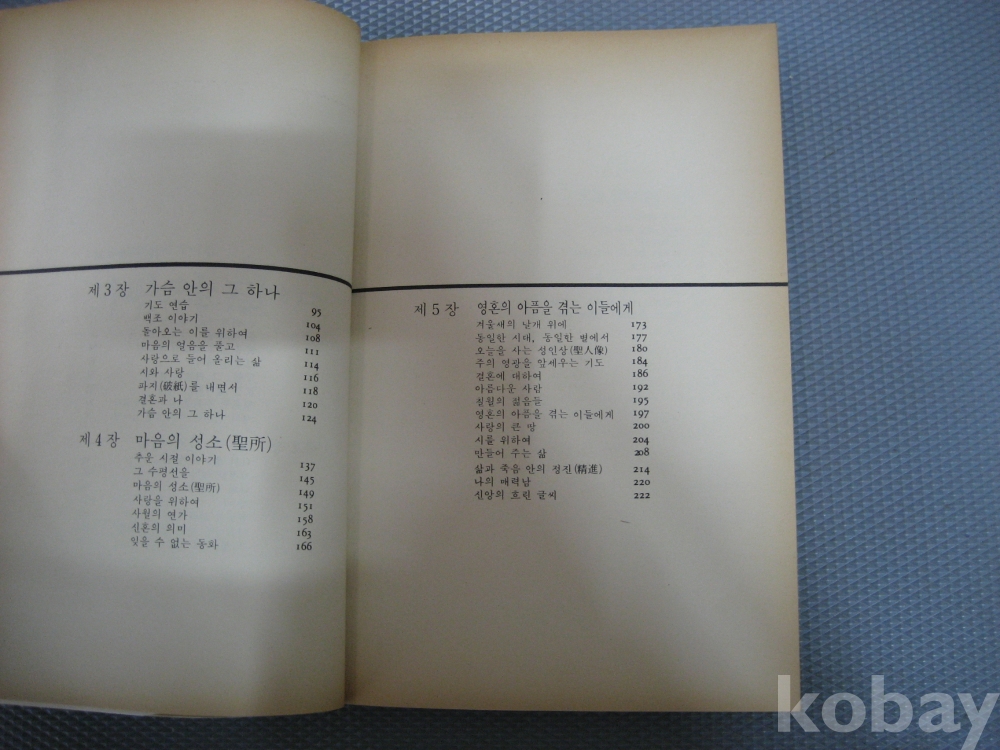 제3장 가슴 안의 그 하나
기도 연습 95
백조 이야기 104
돌아오는 이를 위하여 108
마음의 얼음을 풀고 111
사랑으로 들어 올리는 삶 114
시와 사랑 116
파지(破紙)를 내면서 118
결혼과 나 120
가슴 안의 그 하나 124
제4장 마음의 성소(聖所)
추운 시절 이야기 137
그 수평선을 145
마음의 성소(聖所) 149
사랑을 위하여 151
사월의 연가 158
신혼의 의미 163
잊을 수 없는 동화 166
제5장 영혼의 아픔을 겪는 이들에게
겨울새의 날개 위에 173
동일한 시대, 동일한 벌에서 177
오늘을 사는 성인상(聖人像) 180
주의 영광을 앞세우는 기도 184
결혼에 대하여 186
아름다운 사람 192
칠월의 젊음들 195
영혼의 아픔을 겪는 이들에게 197
사랑의 큰 망 200
시를 위하여 204
만들어 주는 삶 208
삶과 죽음 안의 정진(精進) 214
나의 매력남 220
신앙의 흐린 글씨 222
kobay